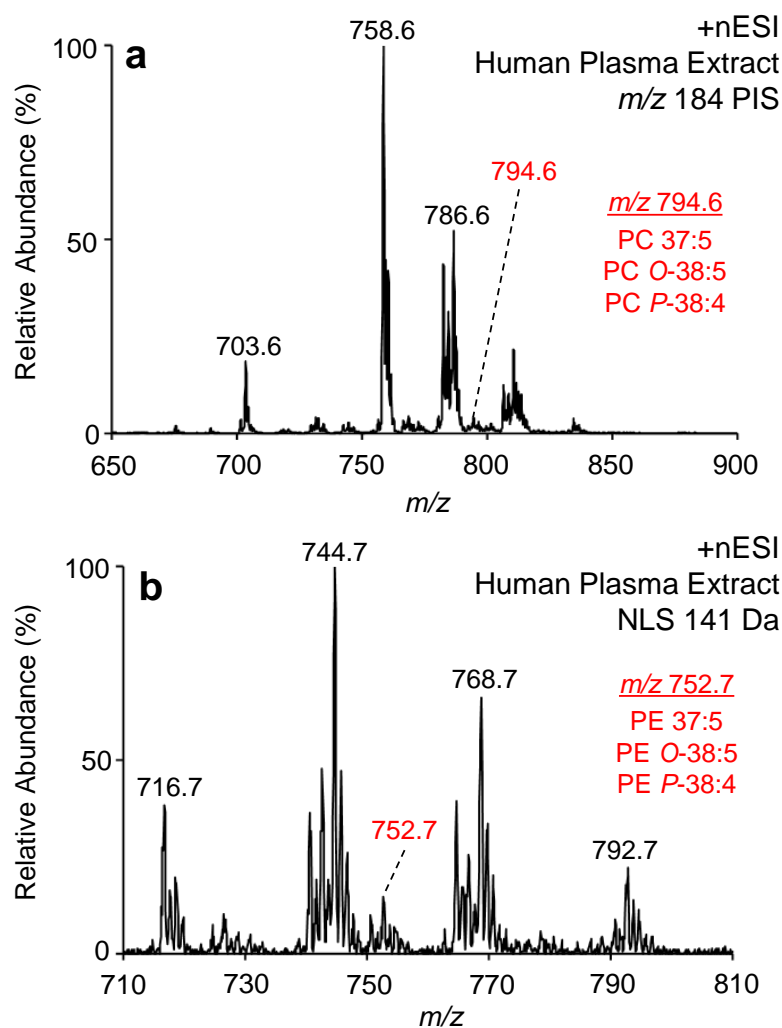 a
+nESI
Human Plasma Extract
m/z 184 PIS
758.6
794.6
786.6
703.6
m/z 794.6
PC 37:5
PC O-38:5
PC P-38:4
Relative Abundance (%)
100
50
0
650 700 750 800 850 900
m/z
b
+nESI
Human Plasma Extract
NLS 141 Da
744.7
768.7
716.7
752.7
792.7
m/z 752.7
PE 37:5
PE O-38:5
PE P-38:4
Relative Abundance (%)
100
50
0
710 730 750 770 790 810
m/z